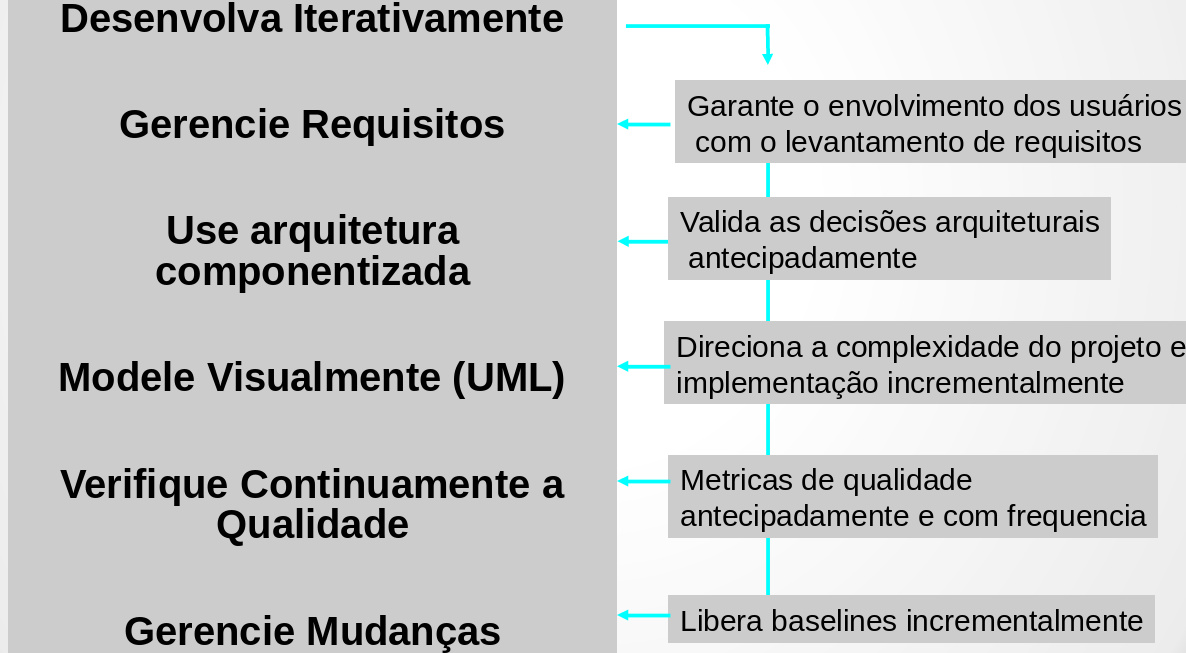 Desenvolva Iterativamente
Gerencie Requisitos
Garante o envolvimento dos usuários
com o levantamento de requisitos
Use arquitetura
componentizada
Valida as decisões arquiteturais
antecipadamente
Modele Visualmente (UML)
Direciona a complexidade do projeto e
implementação incrementalmente
Verifique Continuamente a
Qualidade
Metricas de qualidade
antecipadamente e com frequencia
Gerencie Mudanças
Libera baselines incrementalmente